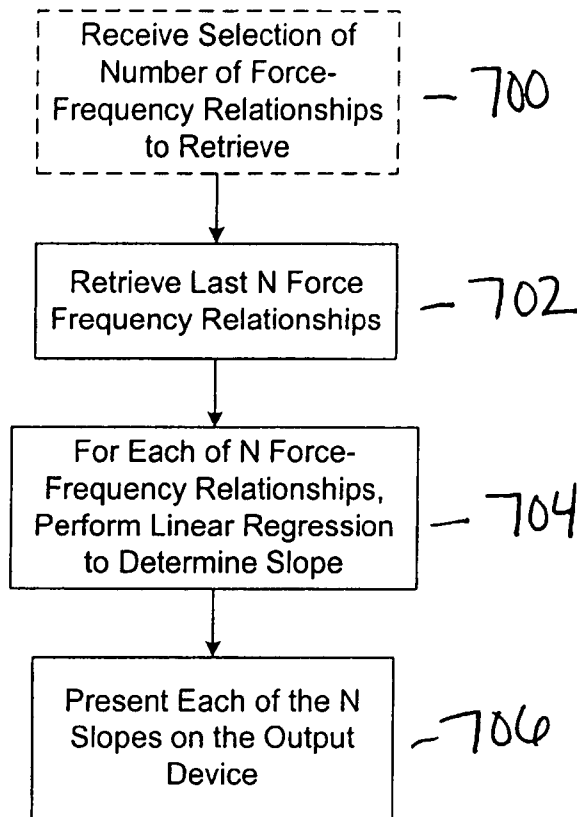 Receive Selection of
Number of Force-
Frequency Relationships
to Retrieve
- 700
Retrieve Last N Force
Frequency Relationships
- 702
For Each of N Force-
Frequency Relationships,
Perform Linear Regression
to Determine Slope
- 704
Present Each of the N
Slopes on the Output
Device
- 706